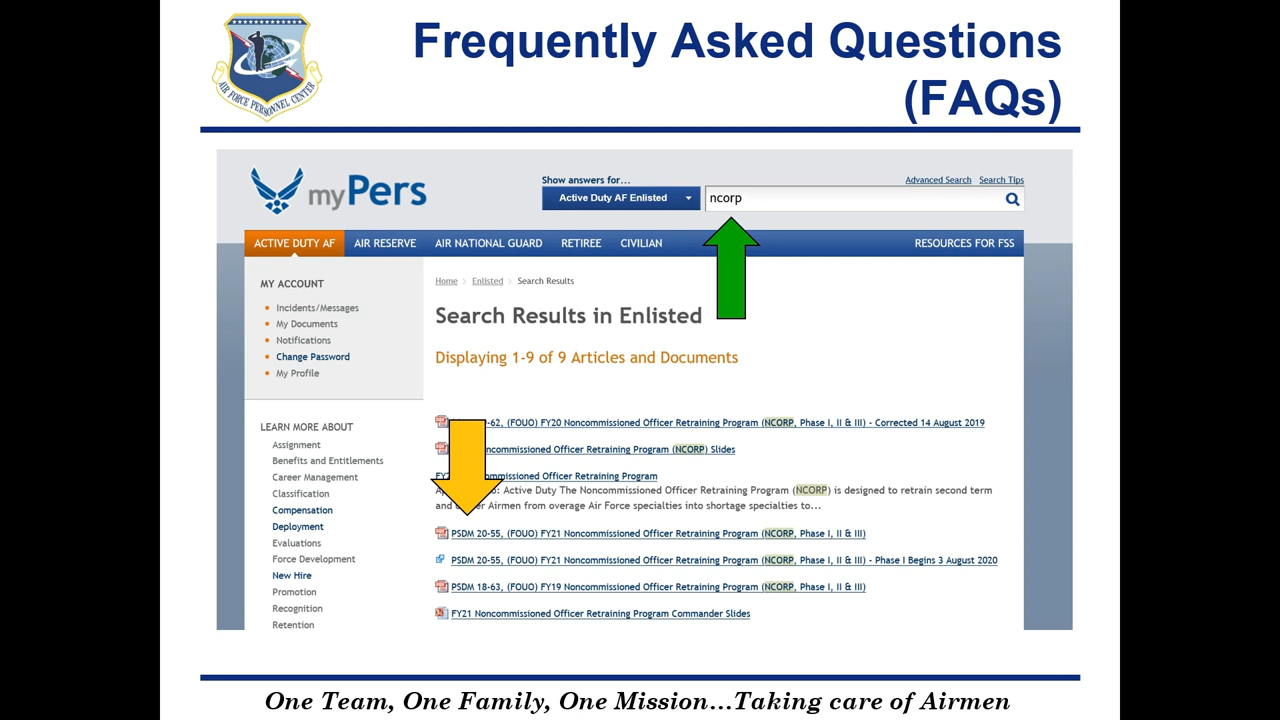 Frequently Asked Questions
(FAQs)
AIR FORCE PERSONNEL CENTER
myPers
Show answers for...
Active Duty AF Enlisted
ncorp
Advanced Search
Search Tips
ACTIVE DUTY AF
AIR RESERVE
AIR NATIONAL GUARD
RETIREE
CIVILIAN
RESOURCES FOR FSS
MY ACCOUNT
Incidents/Messages
My Documents
Notifications
Change Password
My Profile
LEARN MORE ABOUT
Assignment
Benefits and Entitlements
Career Management
Classification
Compensation
Deployment
Evaluations
Force Development
New Hire
Promotion
Recognition
Retention
Home > Enlisted > Search Results
Search Results in Enlisted
Displaying 1-9 of 9 Articles and Documents
-62, (FOUO) FY20 Noncommissioned Officer Retraining Program (NCORP, Phase I, II & III) - Corrected 14 August 2019
ncommissioned Officer Retraining Program (NCORP) Slides
FY mmissioned Officer Retraining Program
: Active Duty The Noncommissioned Officer Retraining Program (NCORP) is designed to retrain second term
and Airmen from overage Air Force specialties into shortage specialties to...
PSDM 20-55, (FOUO) FY21 Noncommissioned Officer Retraining Program (NCORP, Phase I, II & III)
PSDM 20-55, (FOUO) FY21 Noncommissioned Officer Retraining Program (NCORP, Phase I, II & III) - Phase I Begins 3 August 2020
PSDM 18-63, (FOUO) FY19 Noncommissioned Officer Retraining Program (NCORP, Phase I, II & III)
FY21 Noncommissioned Officer Retraining Program Commander Slides
One Team, One Family, One Mission...Taking care of Airmen